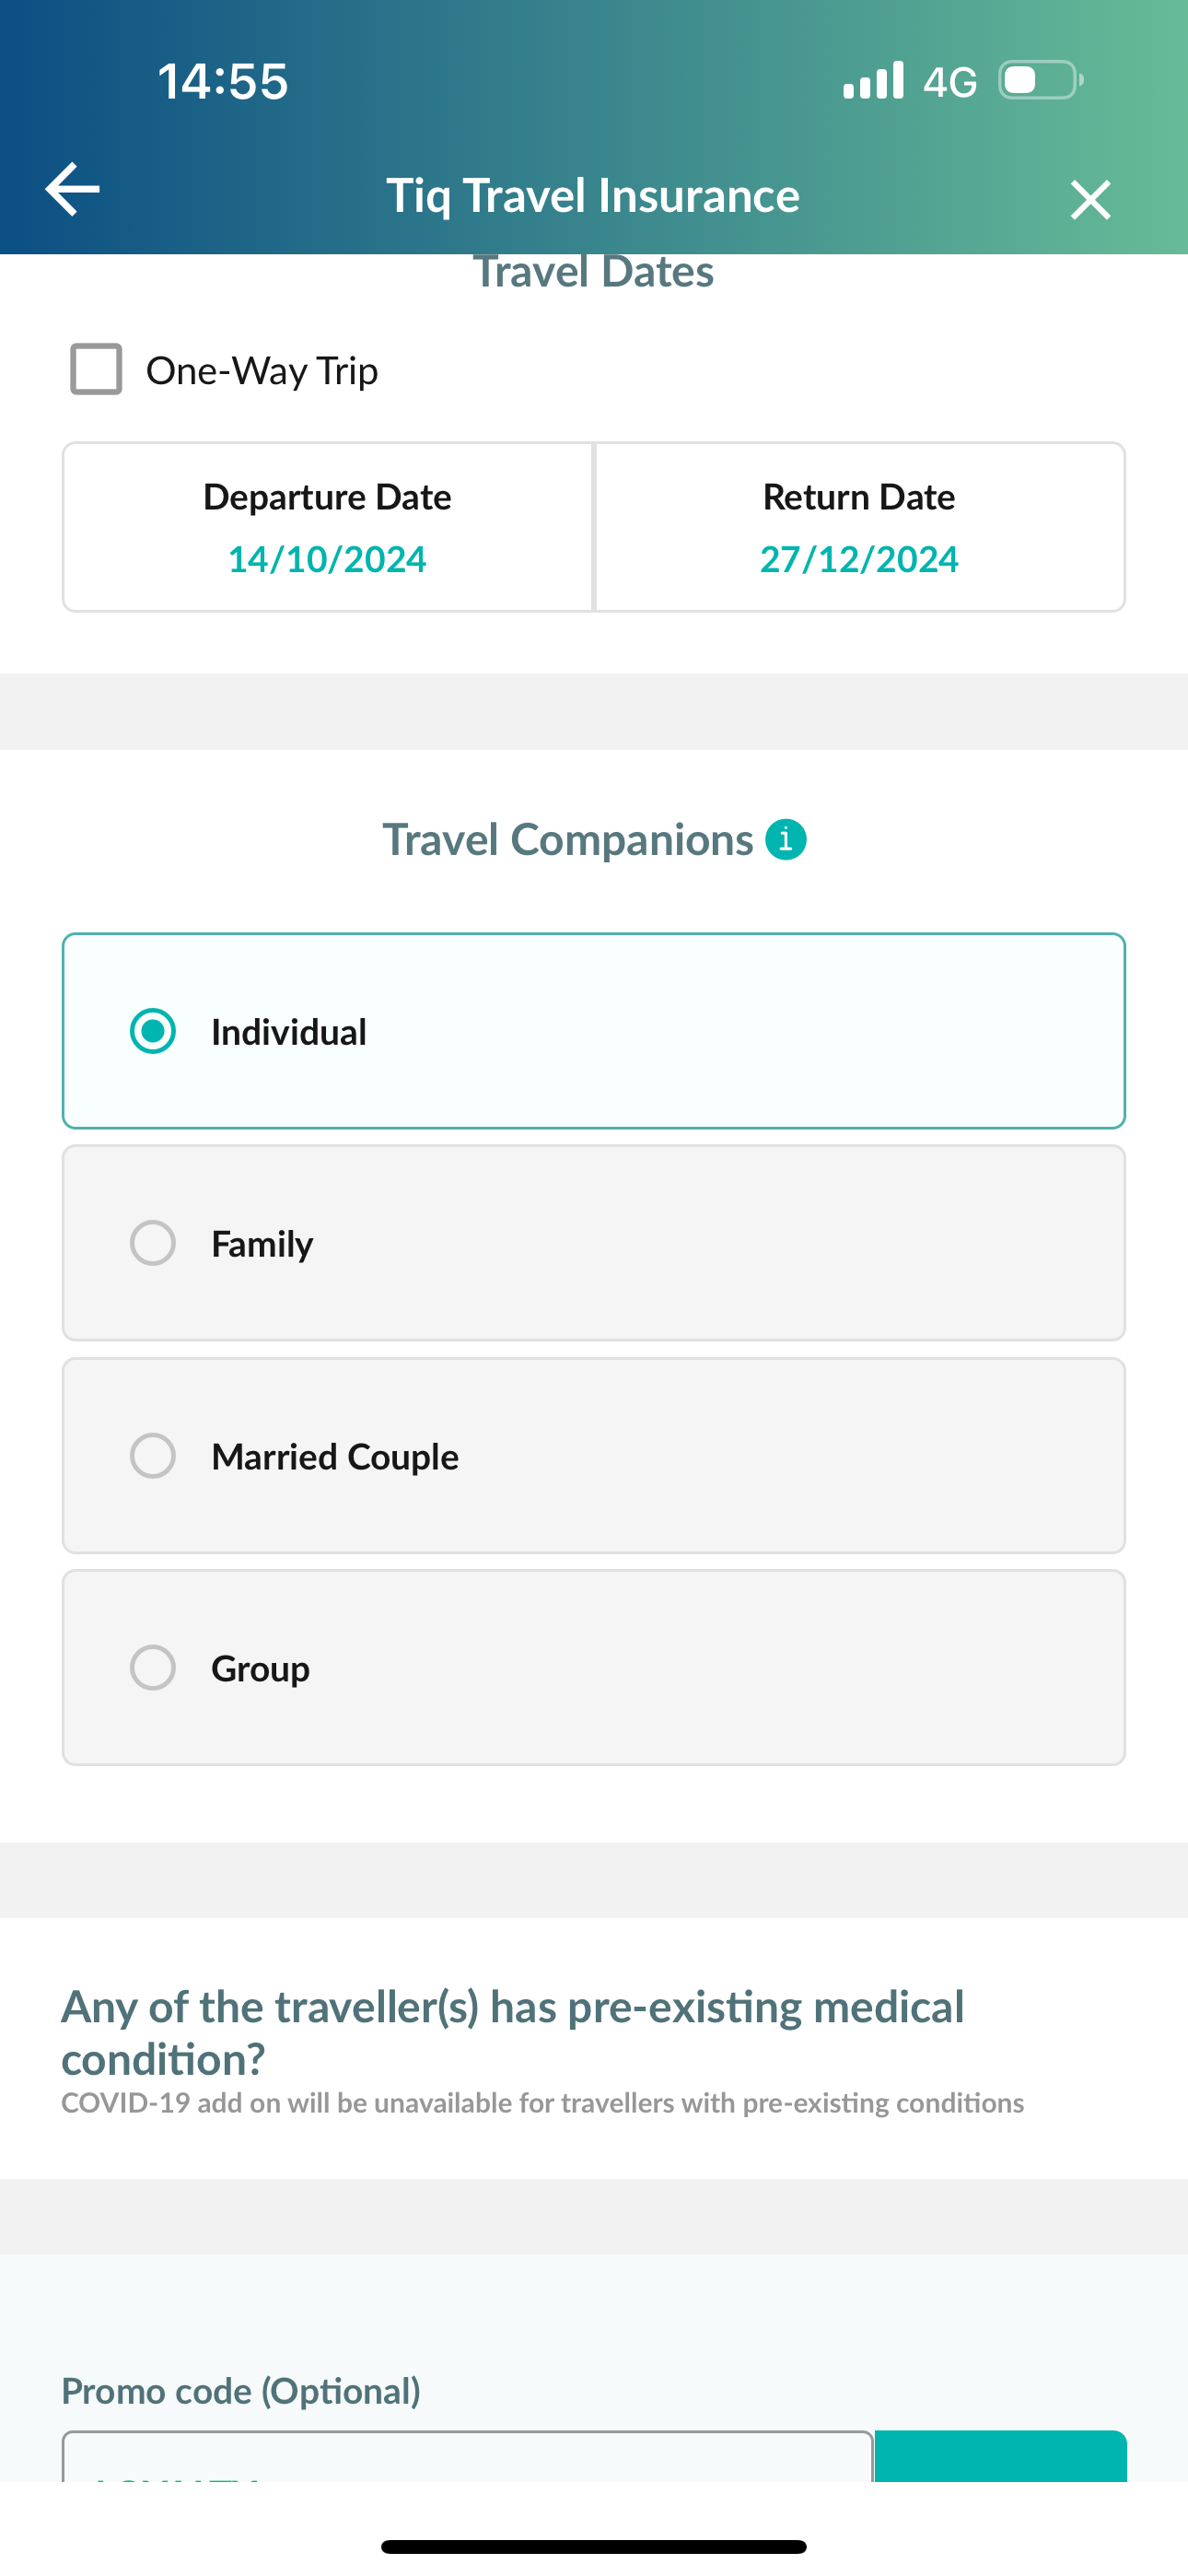 14:55
4G
Tiq Travel Insurance
Travel Dates
One-Way Trip
Departure Date
Return Date
14/10/2024
27/12/2024
Travel Companions i
Individual
Family
Married Couple
Group
Any of the traveller(s) has pre-existing medical
condition?
COVID-19 add on will be unavailable for travellers with pre-existing conditions
Promo code (Optional)